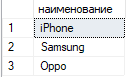 наименование
1 iPhone
2 Samsung
3 Oppo